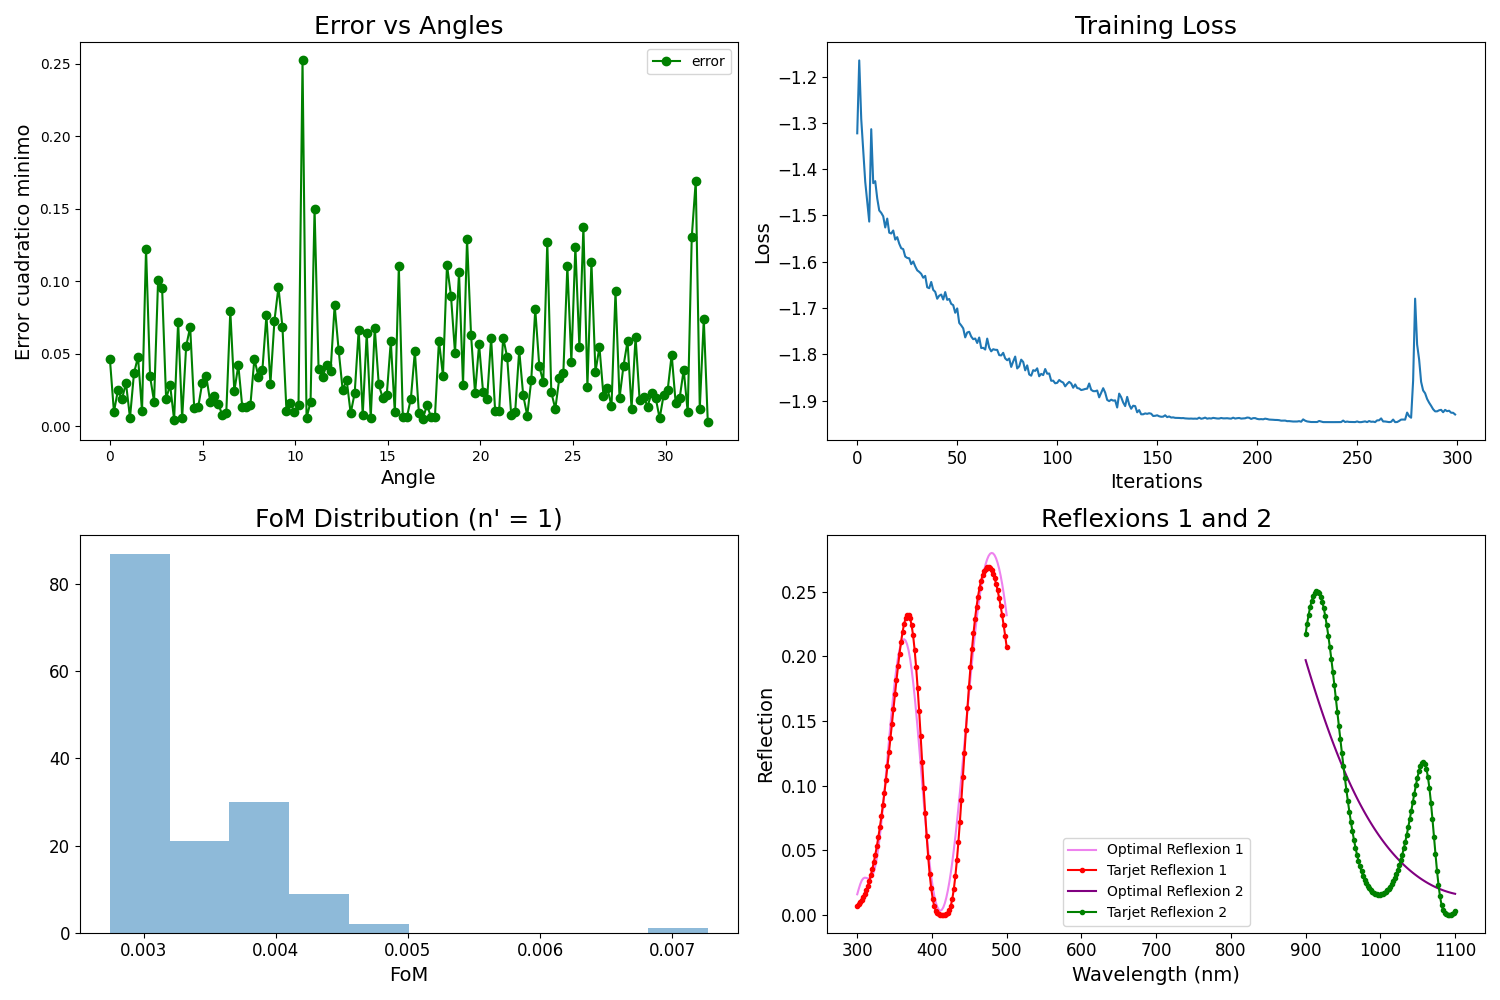 Error vs Angles
error
Error cuadratico minimo
0.25
0.20
0.15
0.10
0.05
0.00
0 5 10 15 20 25 30
Angle
Training Loss
Loss
−1.2
−1.3
−1.4
−1.5
−1.6
−1.7
−1.8
−1.9
0 50 100 150 200 250 300
Iterations
FoM Distribution (n' = 1)
80
60
40
20
0
0.003 0.004 0.005 0.006 0.007
FoM
Reflexions 1 and 2
Reflection
0.25
0.20
0.15
0.10
0.05
0.00
Optimal Reflexion 1
Tarjet Reflexion 1
Optimal Reflexion 2
Tarjet Reflexion 2
300 400 500 600 700 800 900 1000 1100
Wavelength (nm)